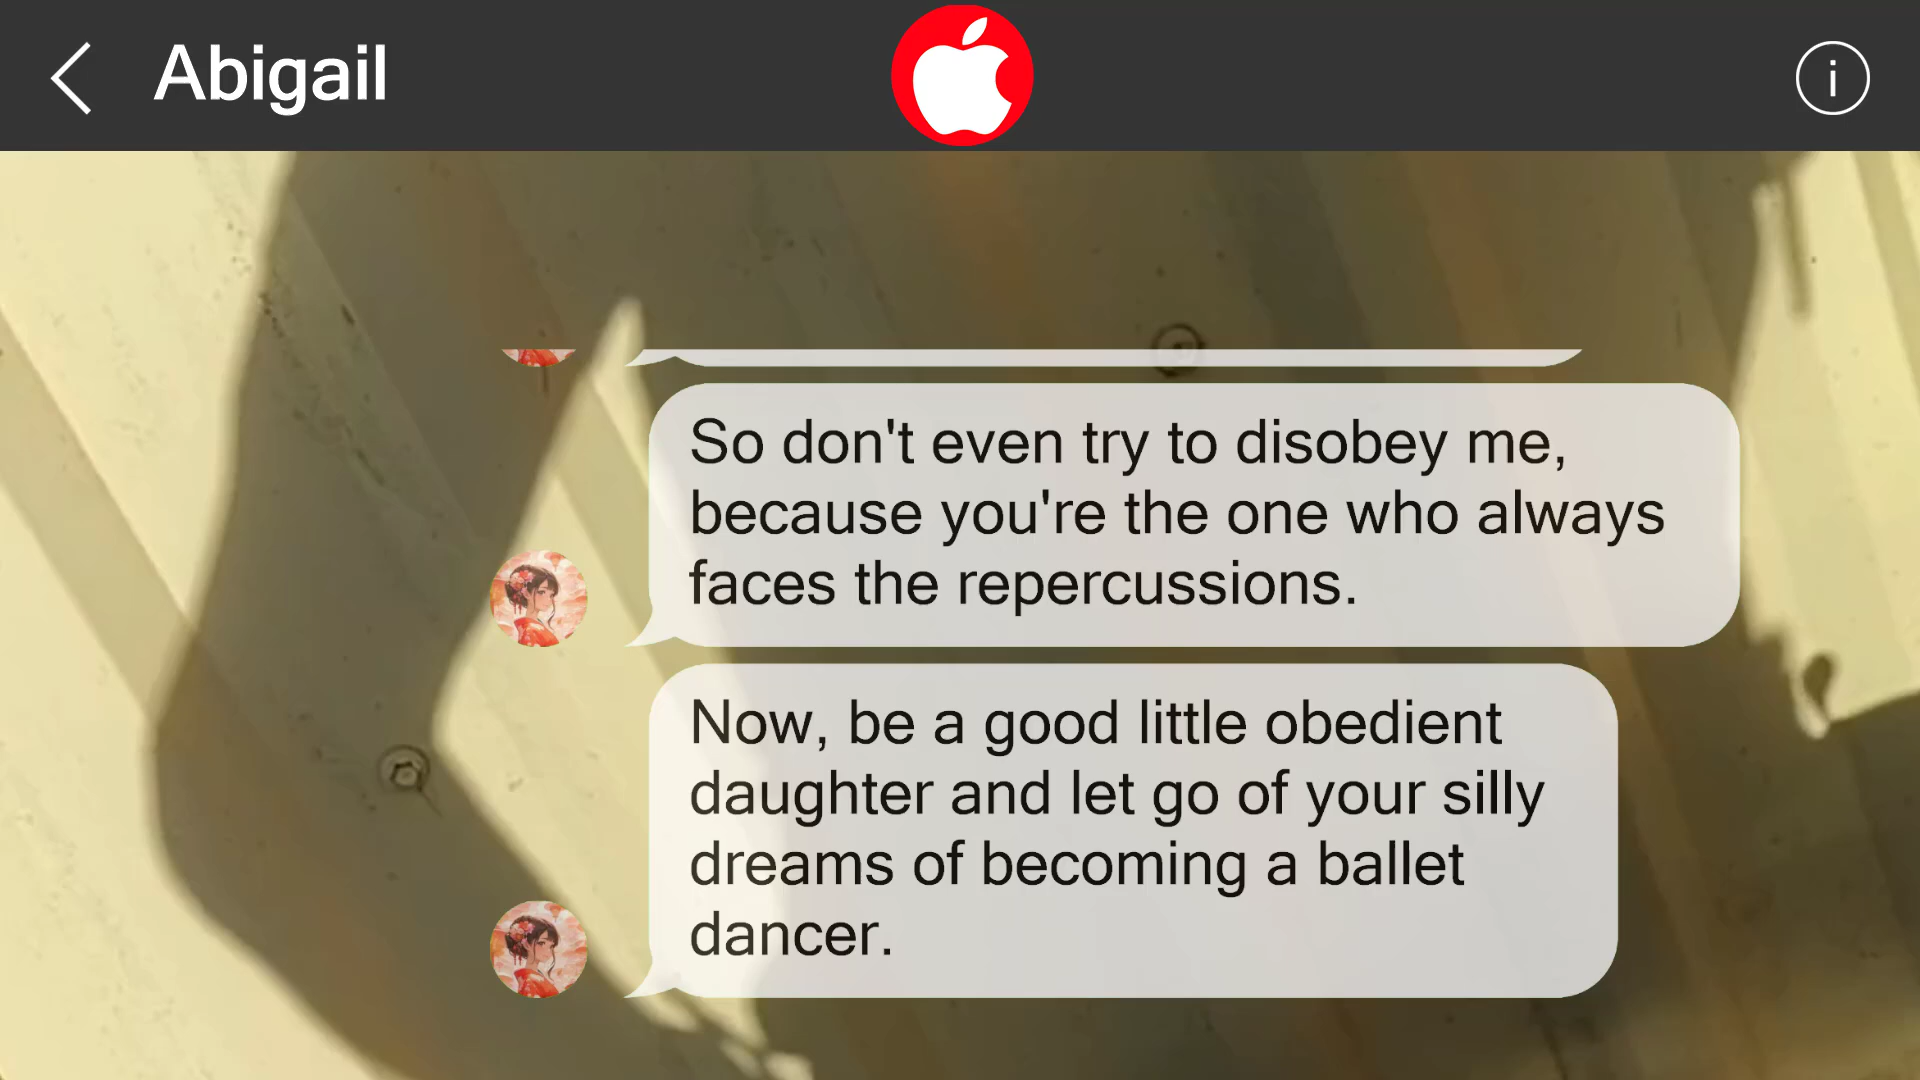 Abigail
i
So don't even try to disobey me,
because you're the one who always
faces the repercussions.
Now, be a good little obedient
daughter and let go of your silly
dreams of becoming a ballet
dancer.